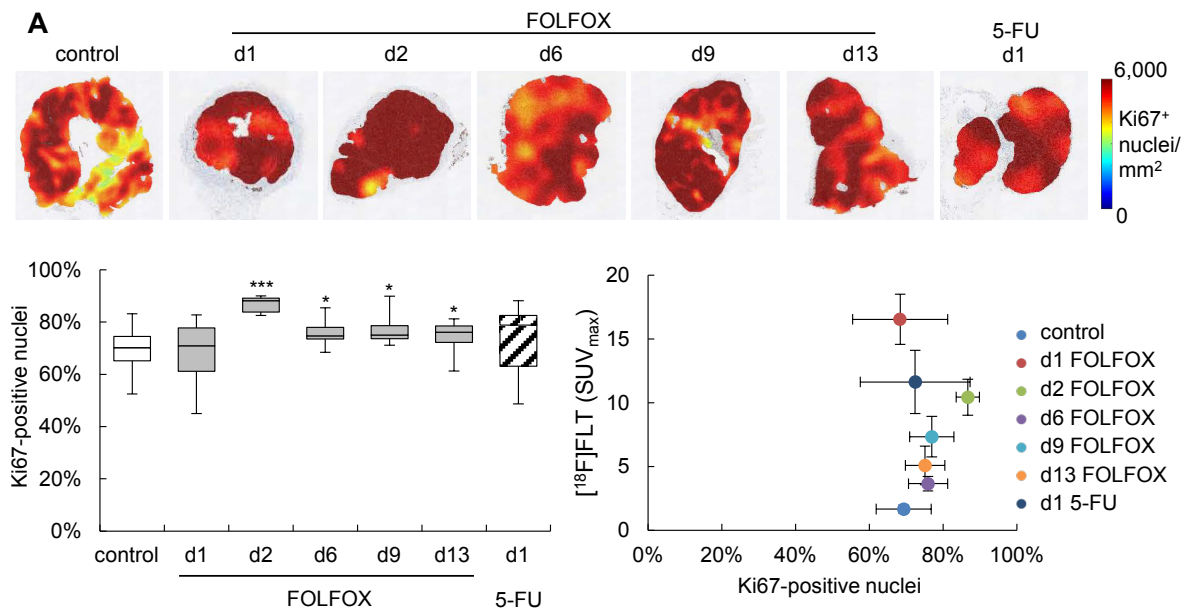 A
FOLFOX
5-FU
control d1 d2 d6 d9 d13 d1
6,000
Ki67⁺
nuclei/
mm²
0
100%
80%
60%
40%
20%
0%
Ki67-positive nuclei
***
*
*
*
control d1 d2 d6 d9 d13 d1
FOLFOX 5-FU
20
15
10
5
0
[¹⁸F]FLT (SUVₘₐₓ)
0% 20% 40% 60% 80% 100%
Ki67-positive nuclei
control
d1 FOLFOX
d2 FOLFOX
d6 FOLFOX
d9 FOLFOX
d13 FOLFOX
d1 5-FU